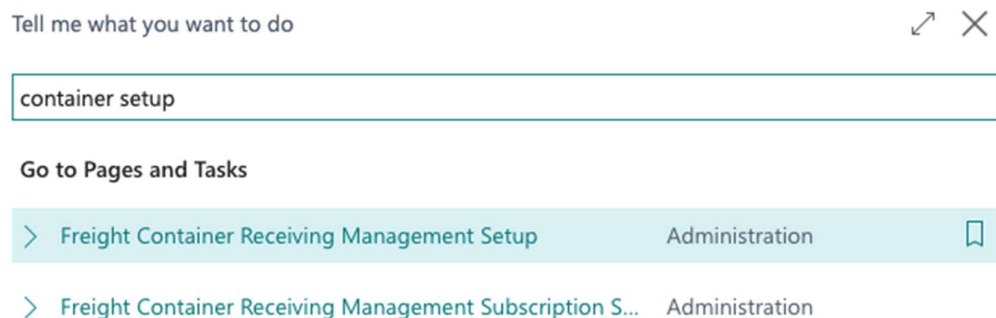 Tell me what you want to do
container setup
Go to Pages and Tasks
Freight Container Receiving Management Setup Administration
Freight Container Receiving Management Subscription S... Administration